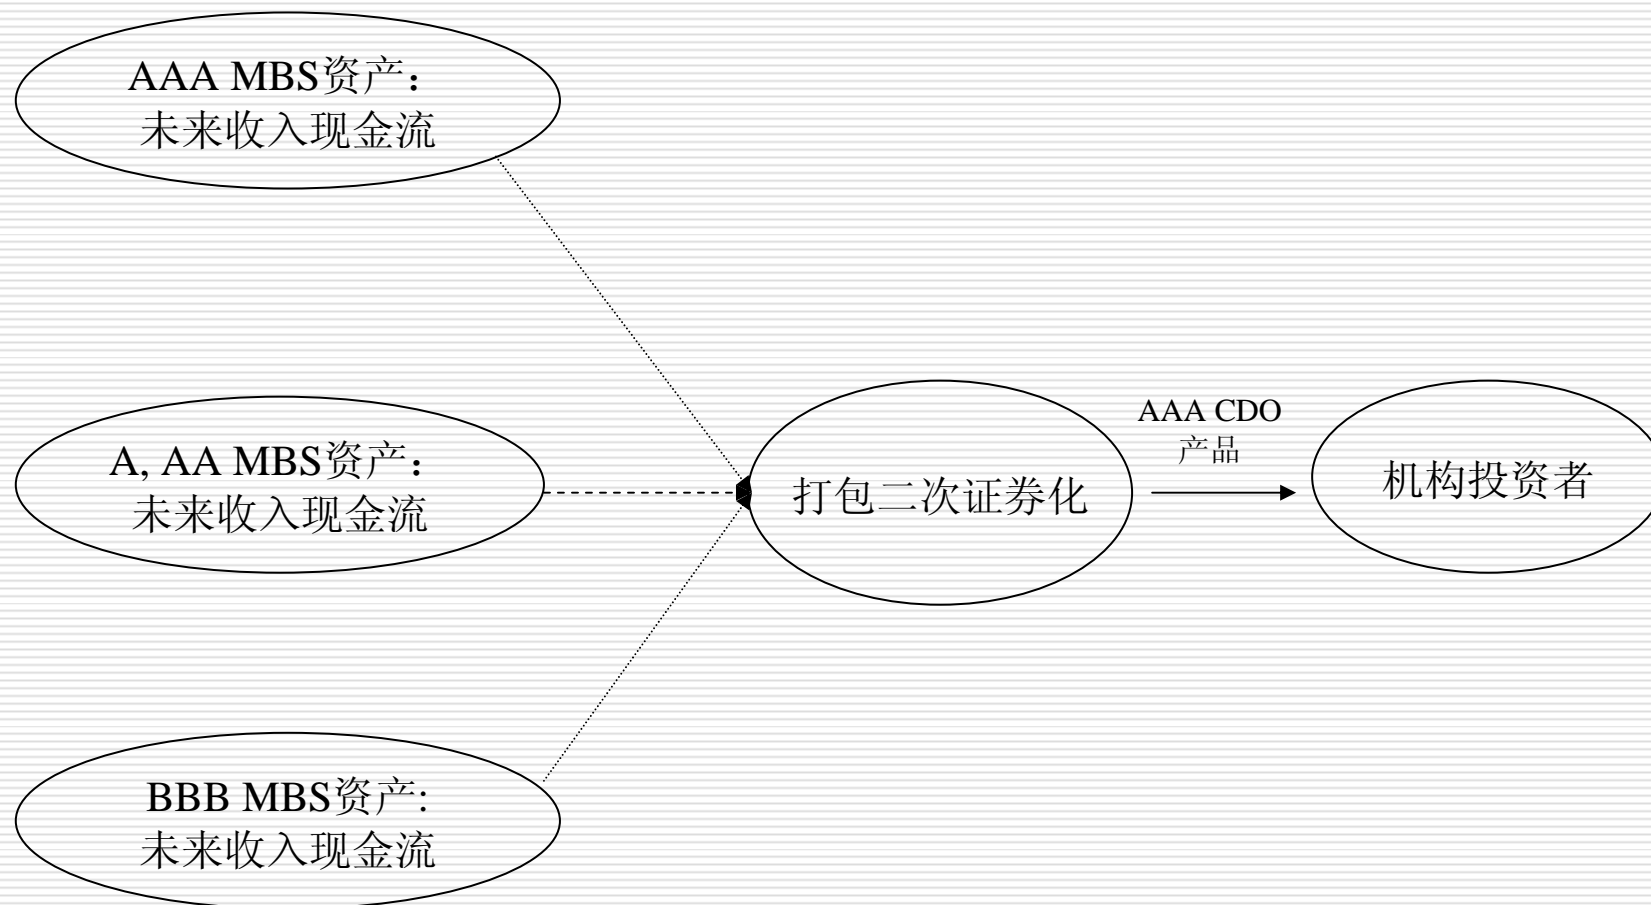 AAA MBS资产：
未来收入现金流
A, AA MBS资产：
未来收入现金流
BBB MBS资产:
未来收入现金流
打包二次证券化
AAA CDO
产品
机构投资者